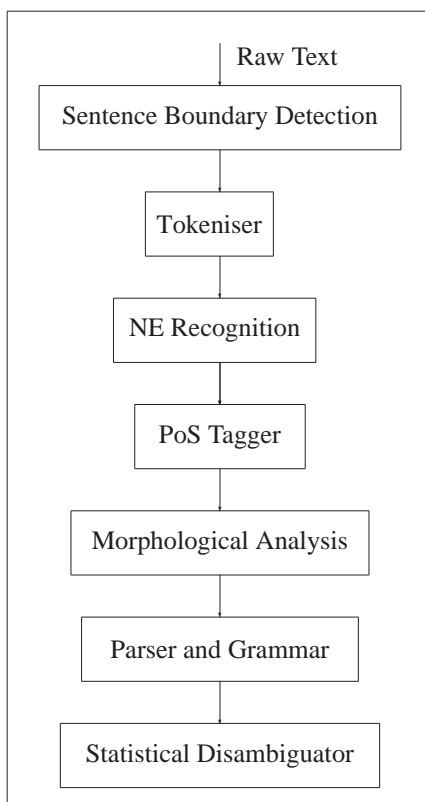 Raw Text
Sentence Boundary Detection
Tokeniser
NE Recognition
PoS Tagger
Morphological Analysis
Parser and Grammar
Statistical Disambiguator